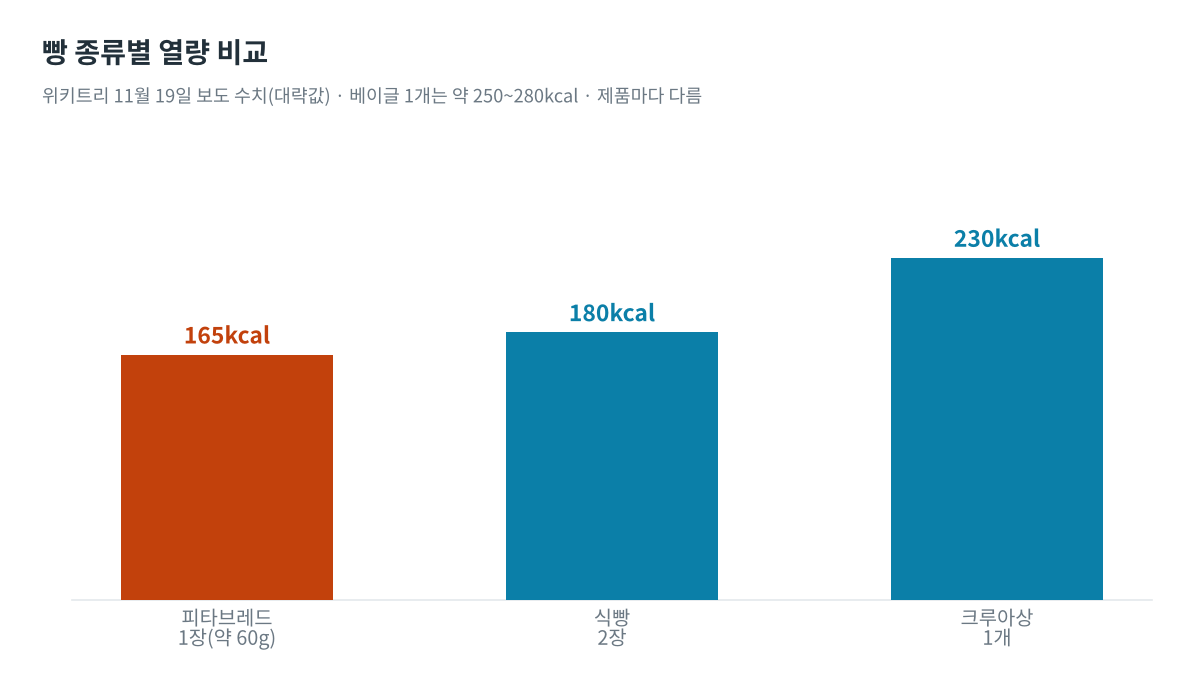 빵 종류별 열량 비교
위키트리 11월 19일 보도 수치(대략값) · 베이글 1개는 약 250~280kcal · 제품마다 다름
165kcal
180kcal
230kcal
피타브레드
1장(약 60g)
식빵
2장
크루아상
1개